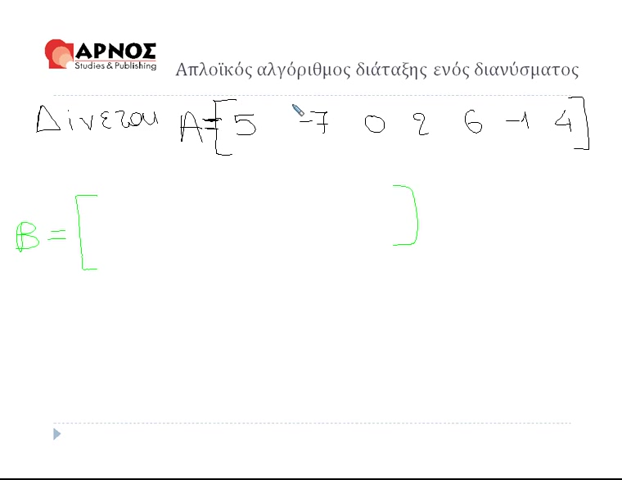 ΑΡΝΟΣ
Studies & Publishing
Απλοϊκός αλγόριθμος διάταξης ενός διανύσματος
Δίνεται A=[5 -7 0 2 6 -1 4]
B=[ ]